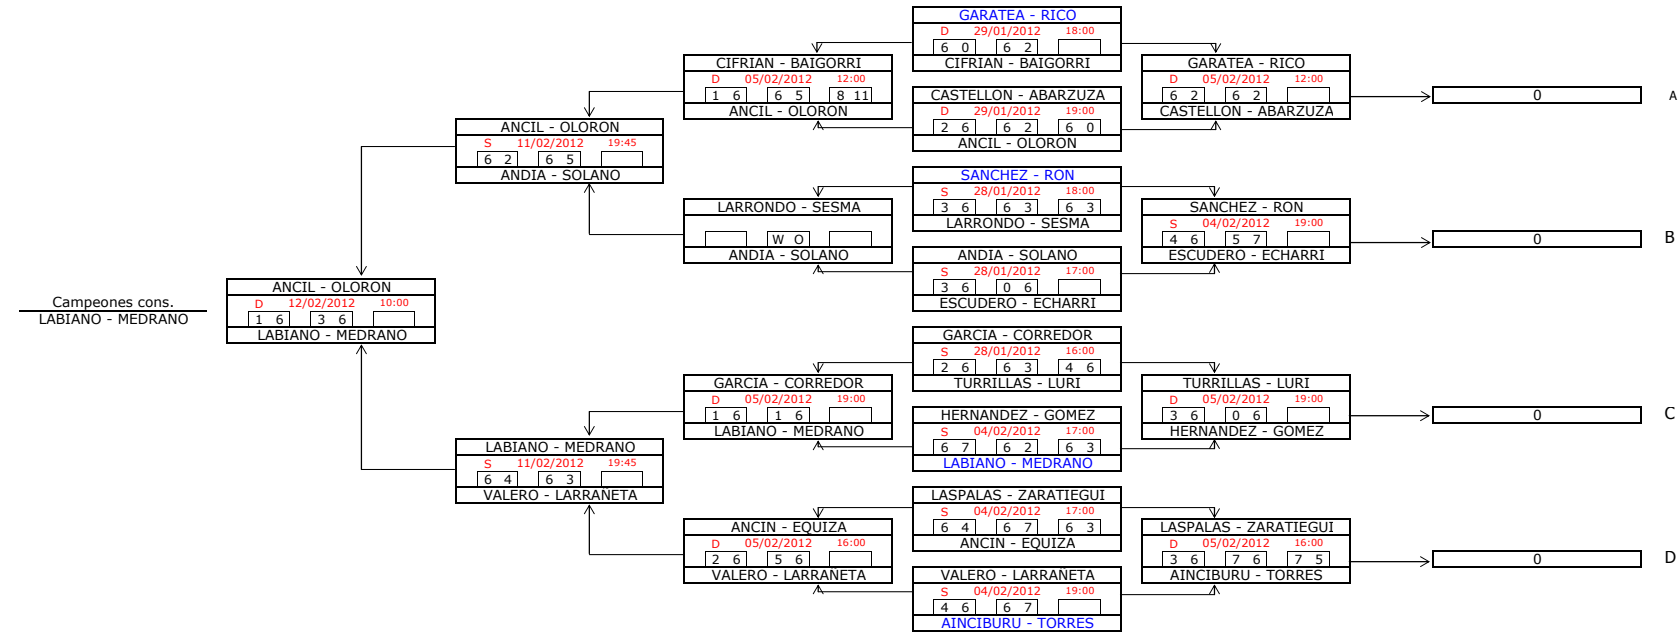 GARATEA - RICO
D 29/01/2012 18:00
6 0 6 2
CIFRIAN - BAIGORRI
CIFRIAN - BAIGORRI
D 05/02/2012 12:00
1 6 6 5 8 11
ANCIL - OLORON
GARATEA - RICO
D 05/02/2012 12:00
6 2 6 2
CASTELLON - ABARZUZA
0
A
CASTELLON - ABARZUZA
D 29/01/2012 19:00
2 6 6 2 6 0
ANCIL - OLORON
ANCIL - OLORON
S 11/02/2012 19:45
6 2 6 5
ANDIA - SOLANO
SANCHEZ - RON
S 28/01/2012 18:00
3 6 6 3 6 3
LARRONDO - SESMA
LARRONDO - SESMA
W O
ANDIA - SOLANO
SANCHEZ - RON
S 04/02/2012 19:00
4 6 5 7
ESCUDERO - ECHARRI
0
B
ANDIA - SOLANO
S 28/01/2012 17:00
3 6 0 6
ESCUDERO - ECHARRI
Campeones cons.
LABIANO - MEDRANO
ANCIL - OLORON
D 12/02/2012 10:00
1 6 3 6
LABIANO - MEDRANO
GARCIA - CORREDOR
S 28/01/2012 16:00
2 6 6 3 4 6
TURRILLAS - LURI
GARCIA - CORREDOR
D 05/02/2012 19:00
1 6 1 6
LABIANO - MEDRANO
TURRILLAS - LURI
D 05/02/2012 19:00
3 6 0 6
HERNANDEZ - GOMEZ
0
C
HERNANDEZ - GOMEZ
S 04/02/2012 17:00
6 7 6 2 6 3
LABIANO - MEDRANO
LABIANO - MEDRANO
S 11/02/2012 19:45
6 4 6 3
VALERO - LARRAÑETA
LASPALAS - ZARATIEGUI
S 04/02/2012 17:00
6 4 6 7 6 3
ANCIN - EQUIZA
ANCIN - EQUIZA
D 05/02/2012 16:00
2 6 5 6
VALERO - LARRAÑETA
LASPALAS - ZARATIEGUI
D 05/02/2012 16:00
3 6 7 6 7 5
AINCIBURU - TORRES
0
D
VALERO - LARRAÑETA
S 04/02/2012 19:00
4 6 6 7
AINCIBURU - TORRES